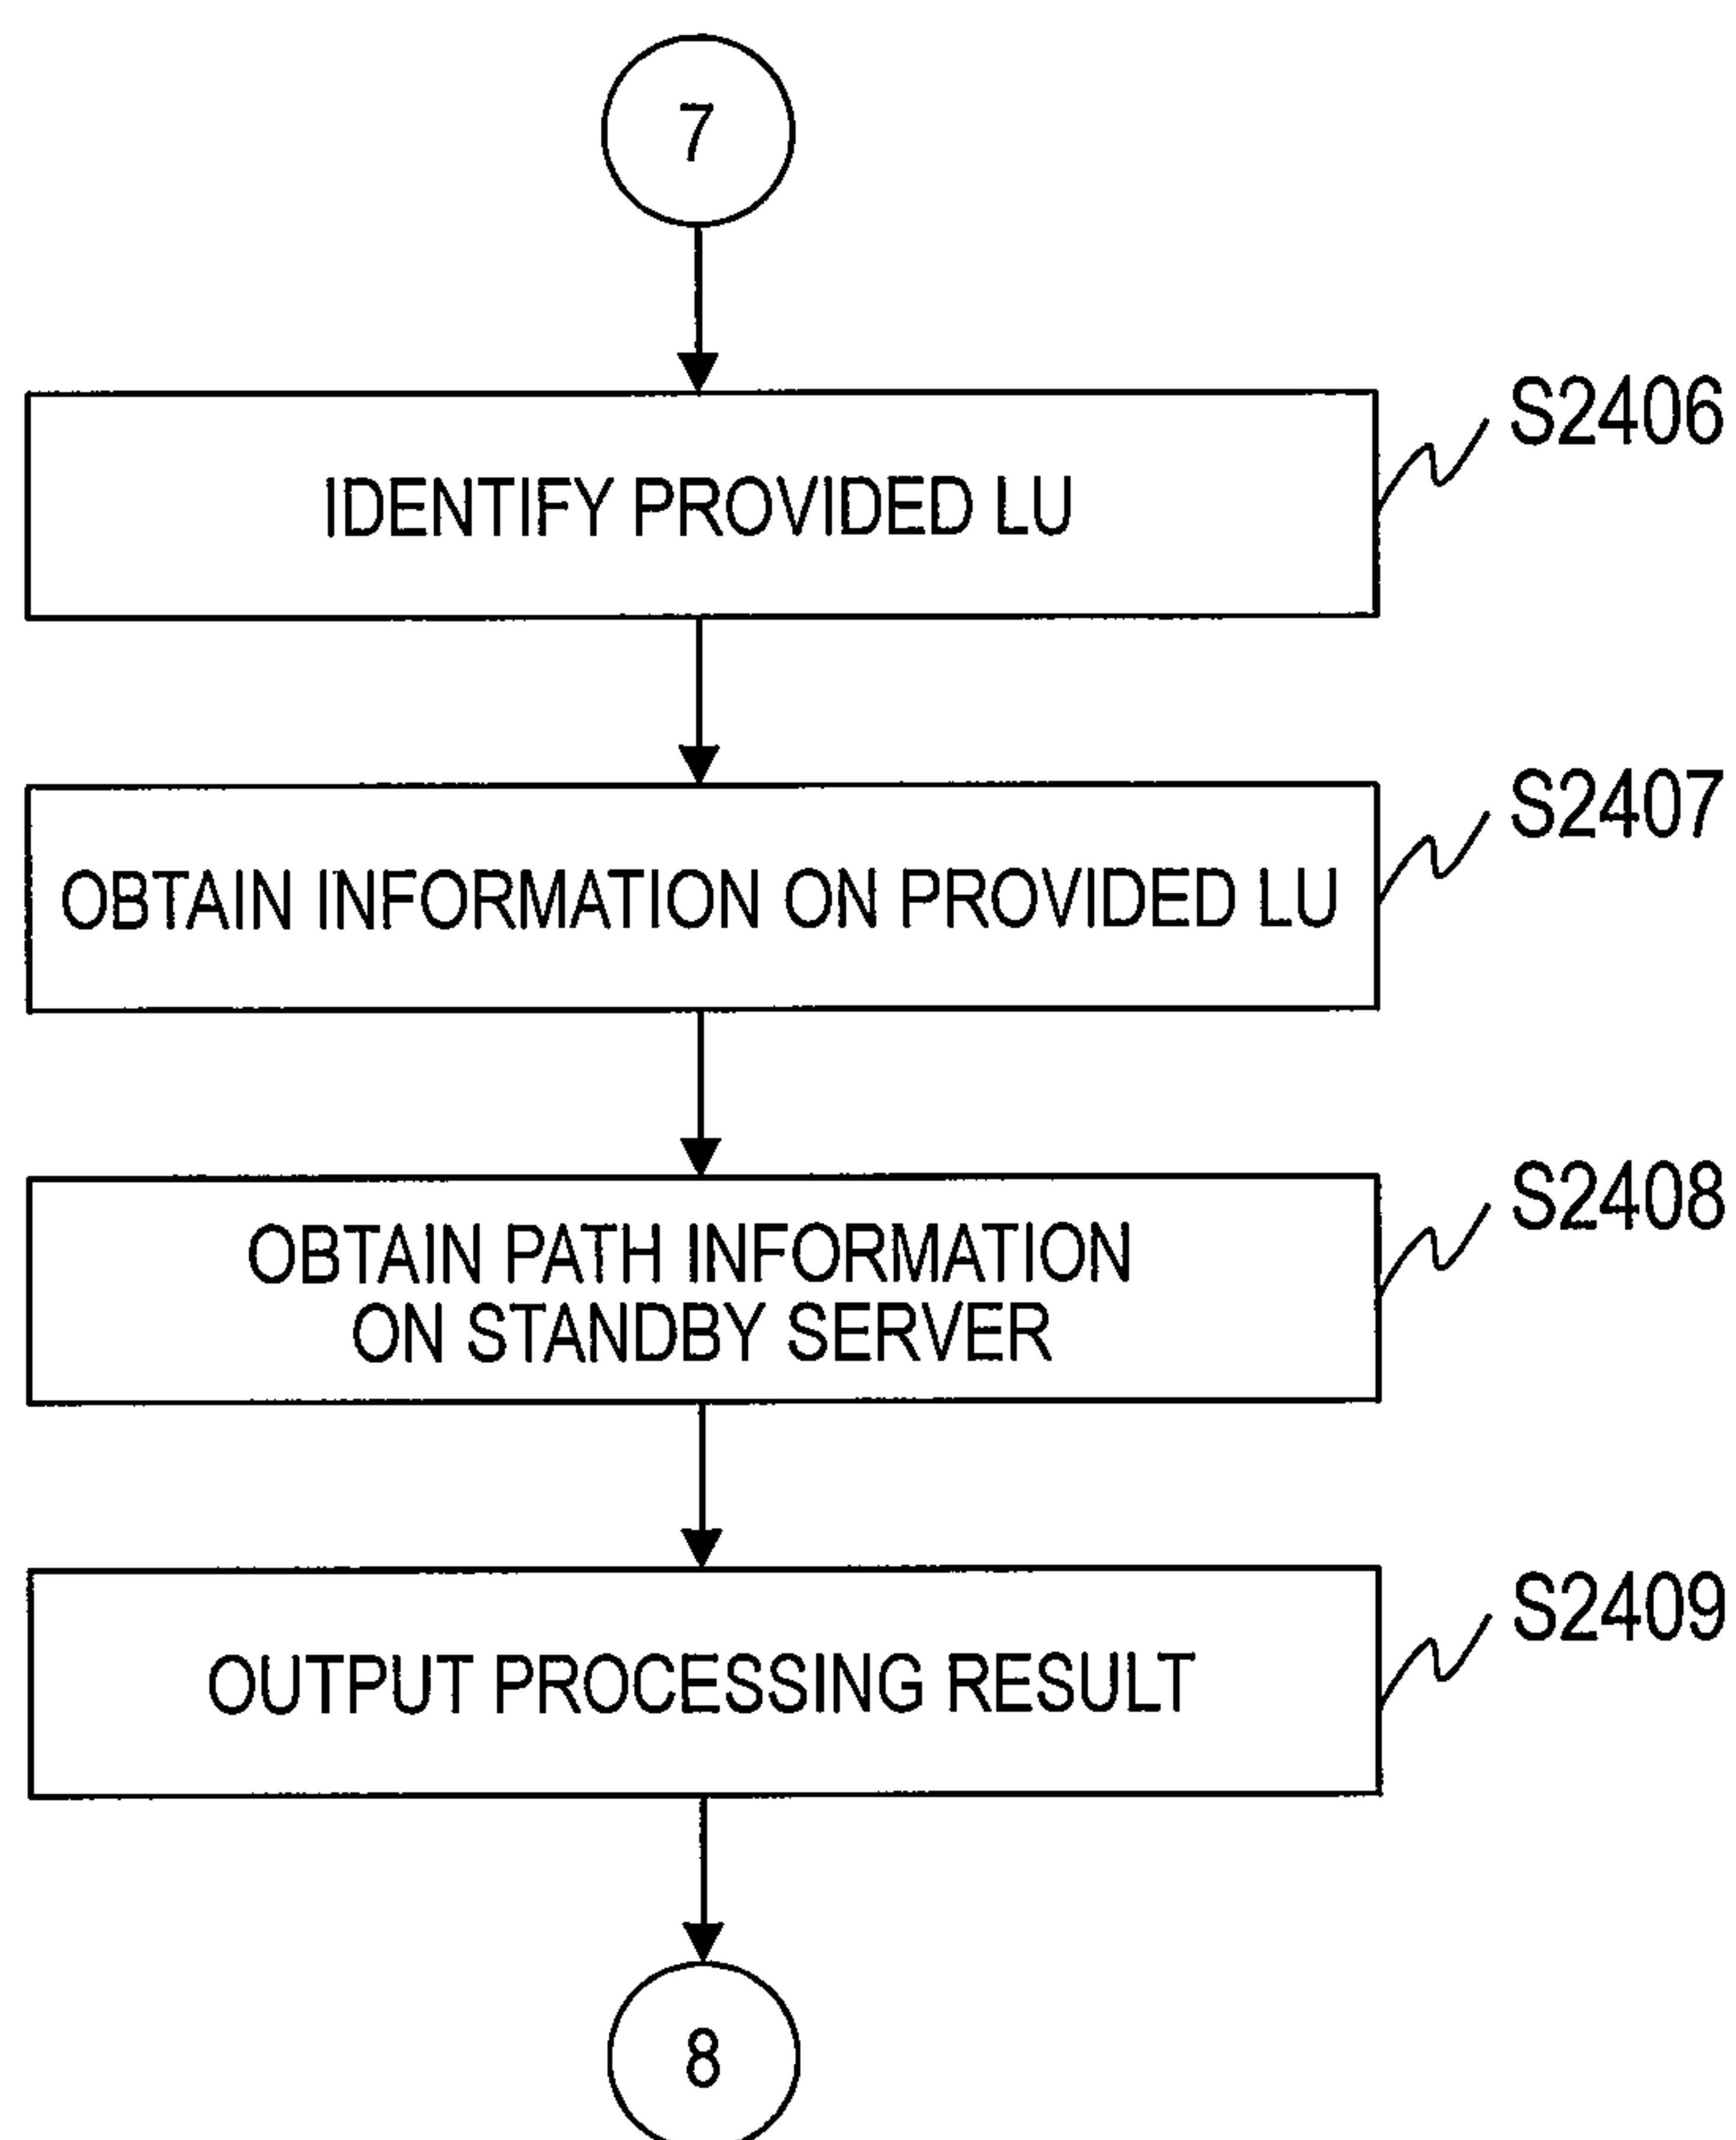 7
S2406
IDENTIFY PROVIDED LU
S2407
OBTAIN INFORMATION ON PROVIDED LU
S2408
OBTAIN PATH INFORMATION
ON STANDBY SERVER
S2409
OUTPUT PROCESSING RESULT
8